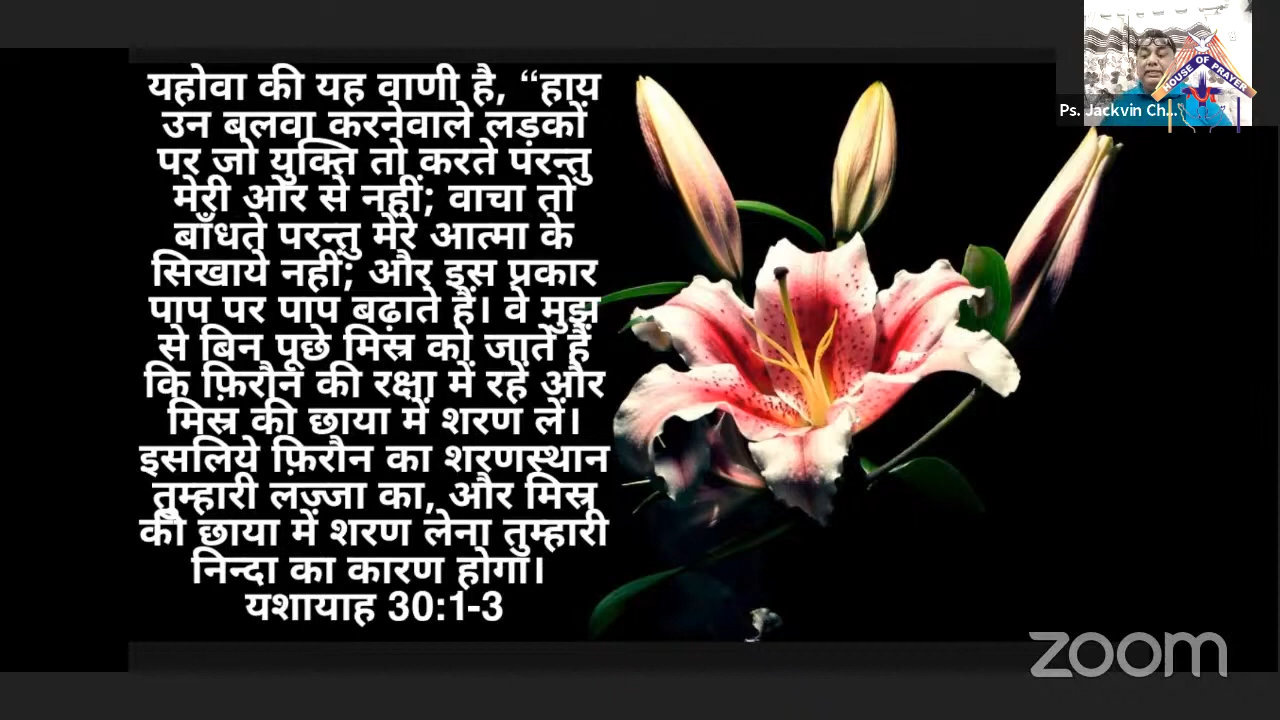 यहोवा की यह वाणी है, “हाय
उन बलवा करनेवाले लड़कों
पर जो युक्ति तो करते परन्तु
मेरी ओर से नहीं; वाचा तो
बाँधते परन्तु मेरे आत्मा के
सिखाये नहीं; और इस प्रकार
पाप पर पाप बढ़ाते हैं। वे मुझ
से बिन पूछे मिस्र को जाते हैं
कि फ़िरौन की रक्षा में रहें और
मिस्र की छाया में शरण लें।
इसलिये फ़िरौन का शरणस्थान
तुम्हारी लज्जा का, और मिस्र
की छाया में शरण लेना तुम्हारी
निन्दा का कारण होगा।
यशायाह 30:1-3
HOUSE OF PRAYER
Ps. Jackvin Ch...
zoom